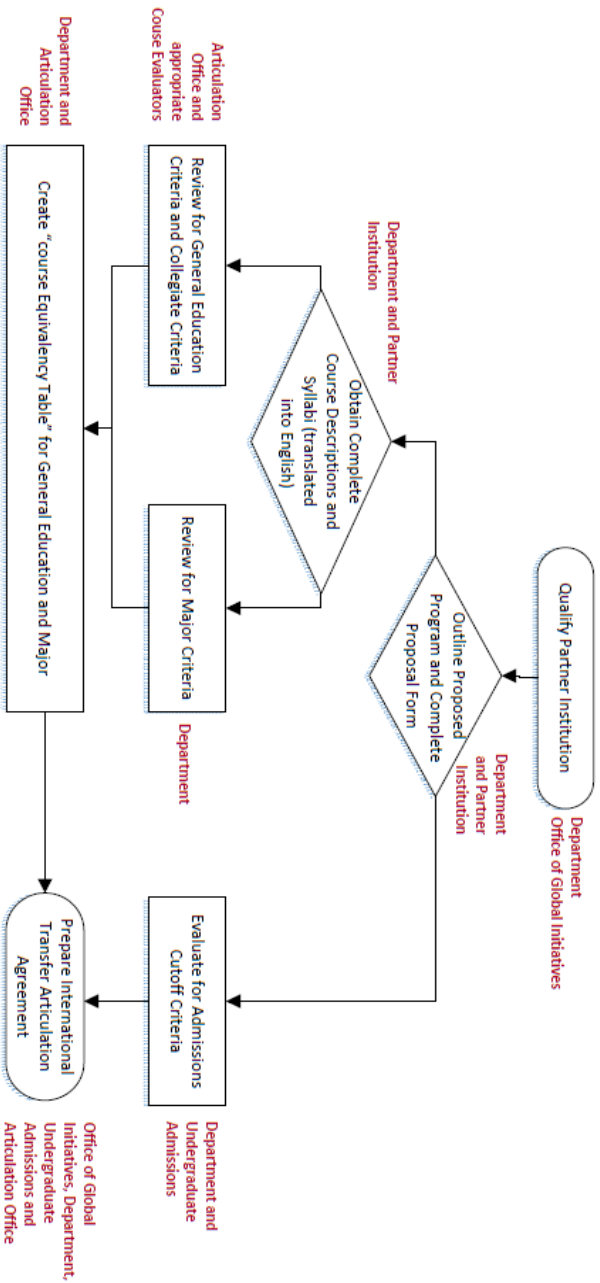 Qualify Partner Institution
Department
Office of Global Initiatives
Outline Proposed
Program and Complete
Proposal Form
Department
and Partner
Institution
Department and Partner
Institution
Obtain Complete
Course Descriptions and
Syllabi (translated
into English)
Articulation
Office and
appropriate
Couse Evaluators
Review for General Education
Criteria and Collegiate Criteria
Review for Major Criteria
Department
Evaluate for Admissions
Cutoff Criteria
Department and
Undergraduate
Admissions
Department and
Articulation
Office
Create “course Equivalency Table” for General Education and Major
Prepare International
Transfer Articulation
Agreement
Office of Global
Initiatives, Department,
Undergraduate
Admissions and
Articulation Office